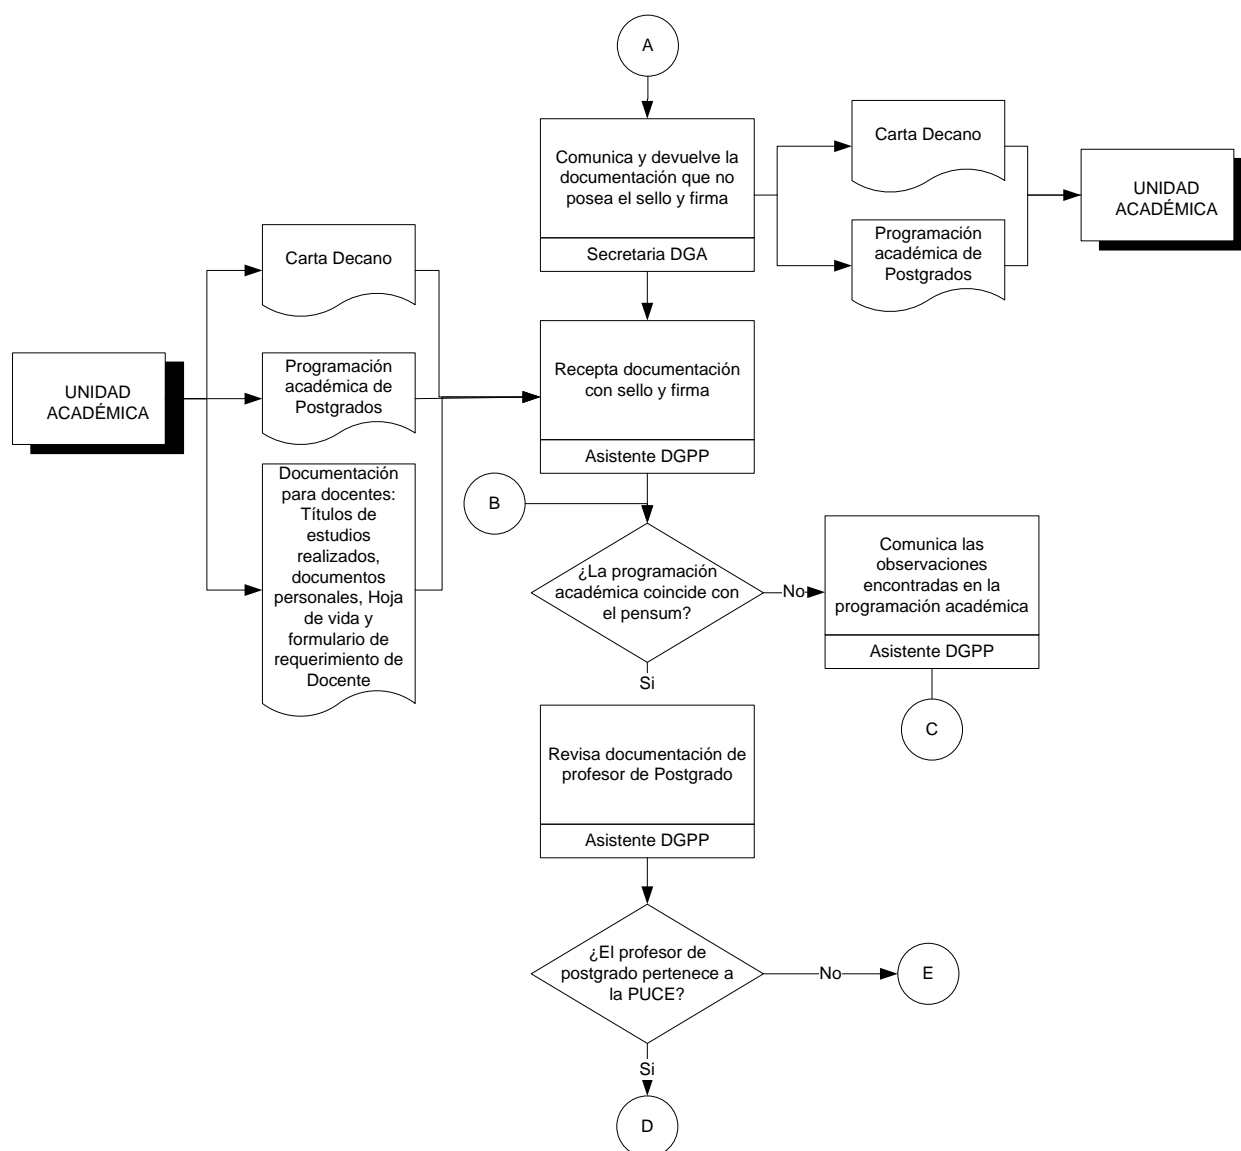 A
Comunica y devuelve la
documentación que no
posea el sello y firma
Secretaria DGA
Carta Decano
Programación
académica de
Postgrados
UNIDAD
ACADÉMICA
Carta Decano
Programación
académica de
Postgrados
Documentación
para docentes:
Títulos de
estudios
realizados,
documentos
personales, Hoja
de vida y
formulario de
requerimiento de
Docente
UNIDAD
ACADÉMICA
Recepta documentación
con sello y firma
Asistente DGPP
B
¿La programación
académica coincide con
el pensum?
No
Comunica las
observaciones
encontradas en la
programación académica
Asistente DGPP
C
Si
Revisa documentación de
profesor de Postgrado
Asistente DGPP
¿El profesor de
postgrado pertenece a
la PUCE?
No
E
Si
D